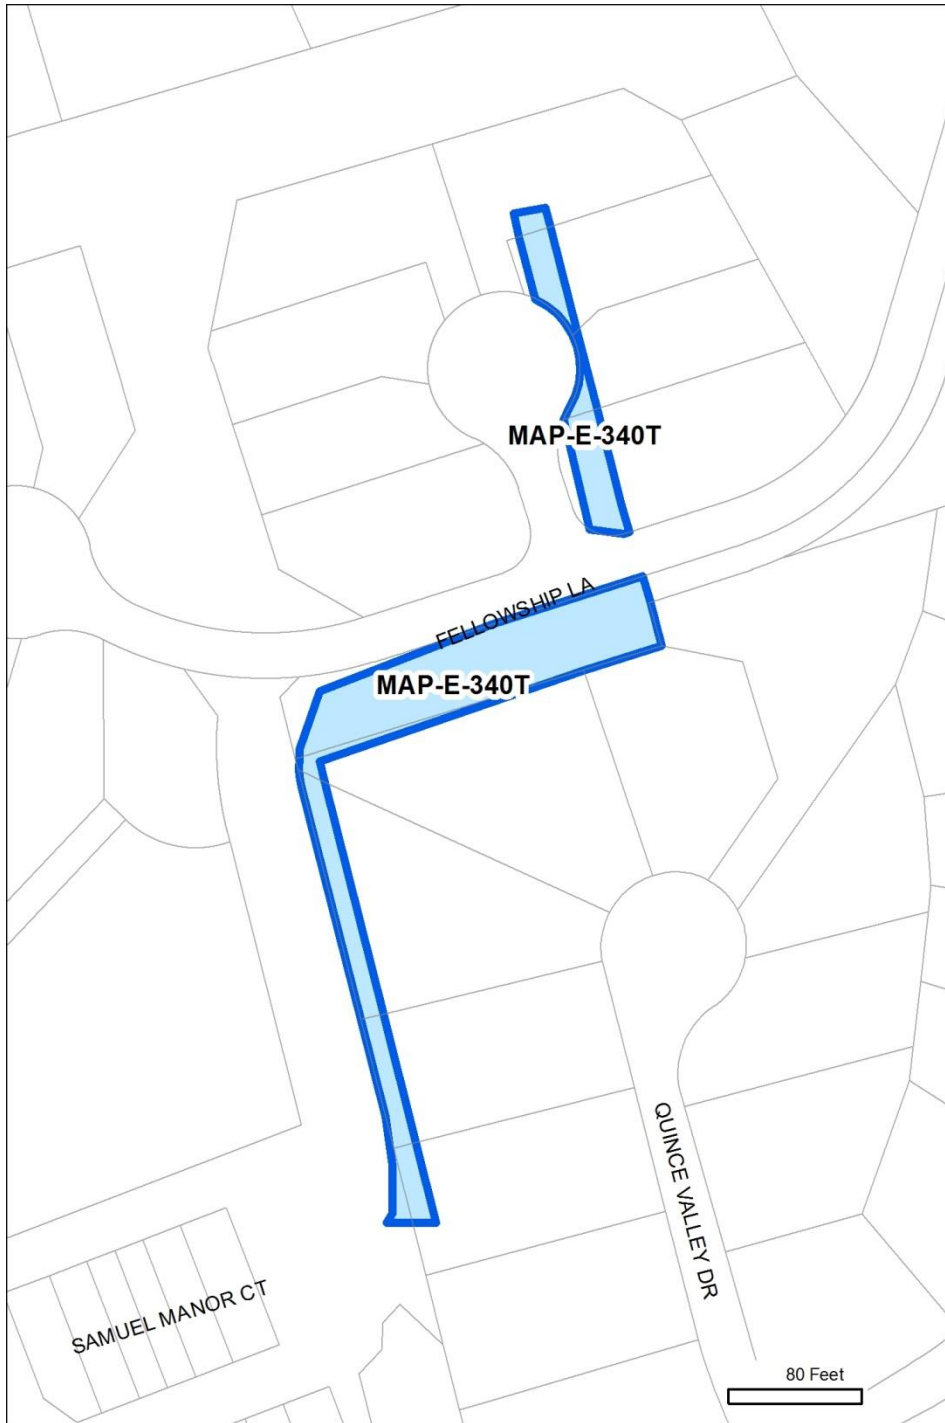 MAP-E-340T
FELLOWSHIP LA
MAP-E-340T
QUINCE VALLEY DR
SAMUEL MANOR CT
80 Feet